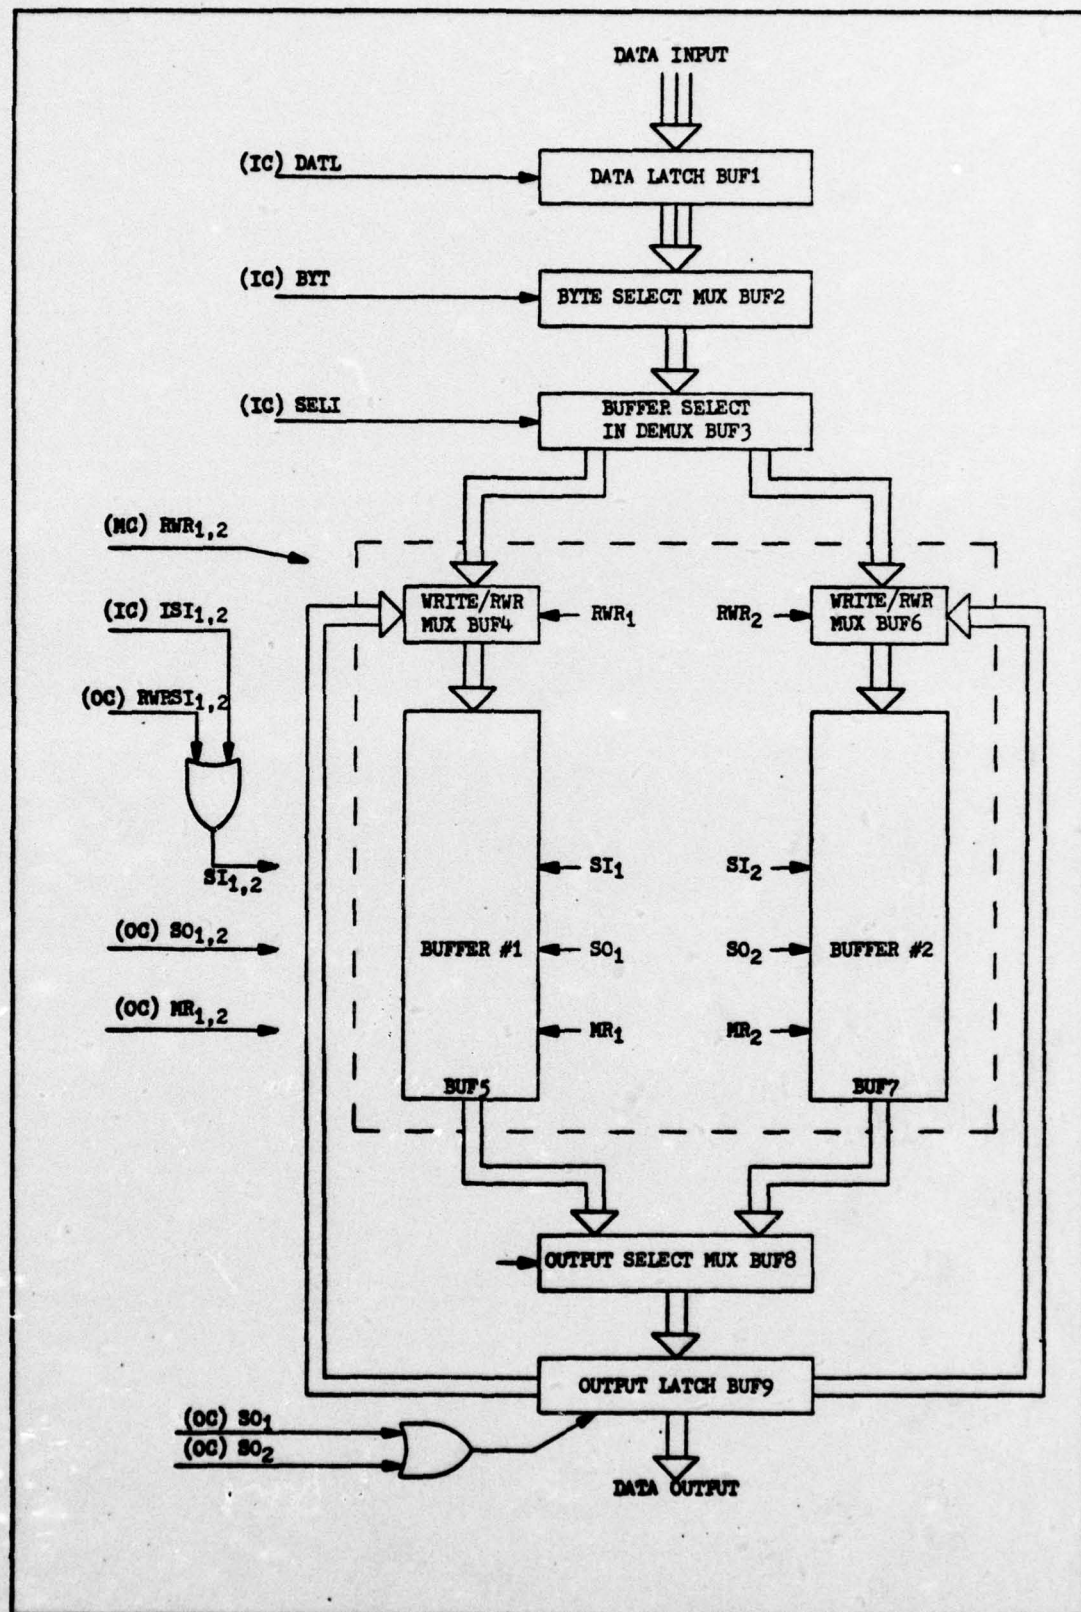 DATA INPUT
(IC) DATL
DATA LATCH BUF1
(IC) BYT
BYTE SELECT MUX BUF2
(IC) SELI
BUFFER SELECT
IN DEMUX BUF3
(MC) RWR1,2
(IC) ISI1,2
WRITE/RWR
MUX BUF4
RWR1
RWR2
WRITE/RWR
MUX BUF6
(OC) RWRSI1,2
SI1,2
SI1
SI2
(OC) SO1,2
BUFFER #1
SO1
SO2
BUFFER #2
(OC) MR1,2
MR1
MR2
BUF5
BUF7
OUTPUT SELECT MUX BUF8
OUTPUT LATCH BUF9
(OC) SO1
(OC) SO2
DATA OUTPUT